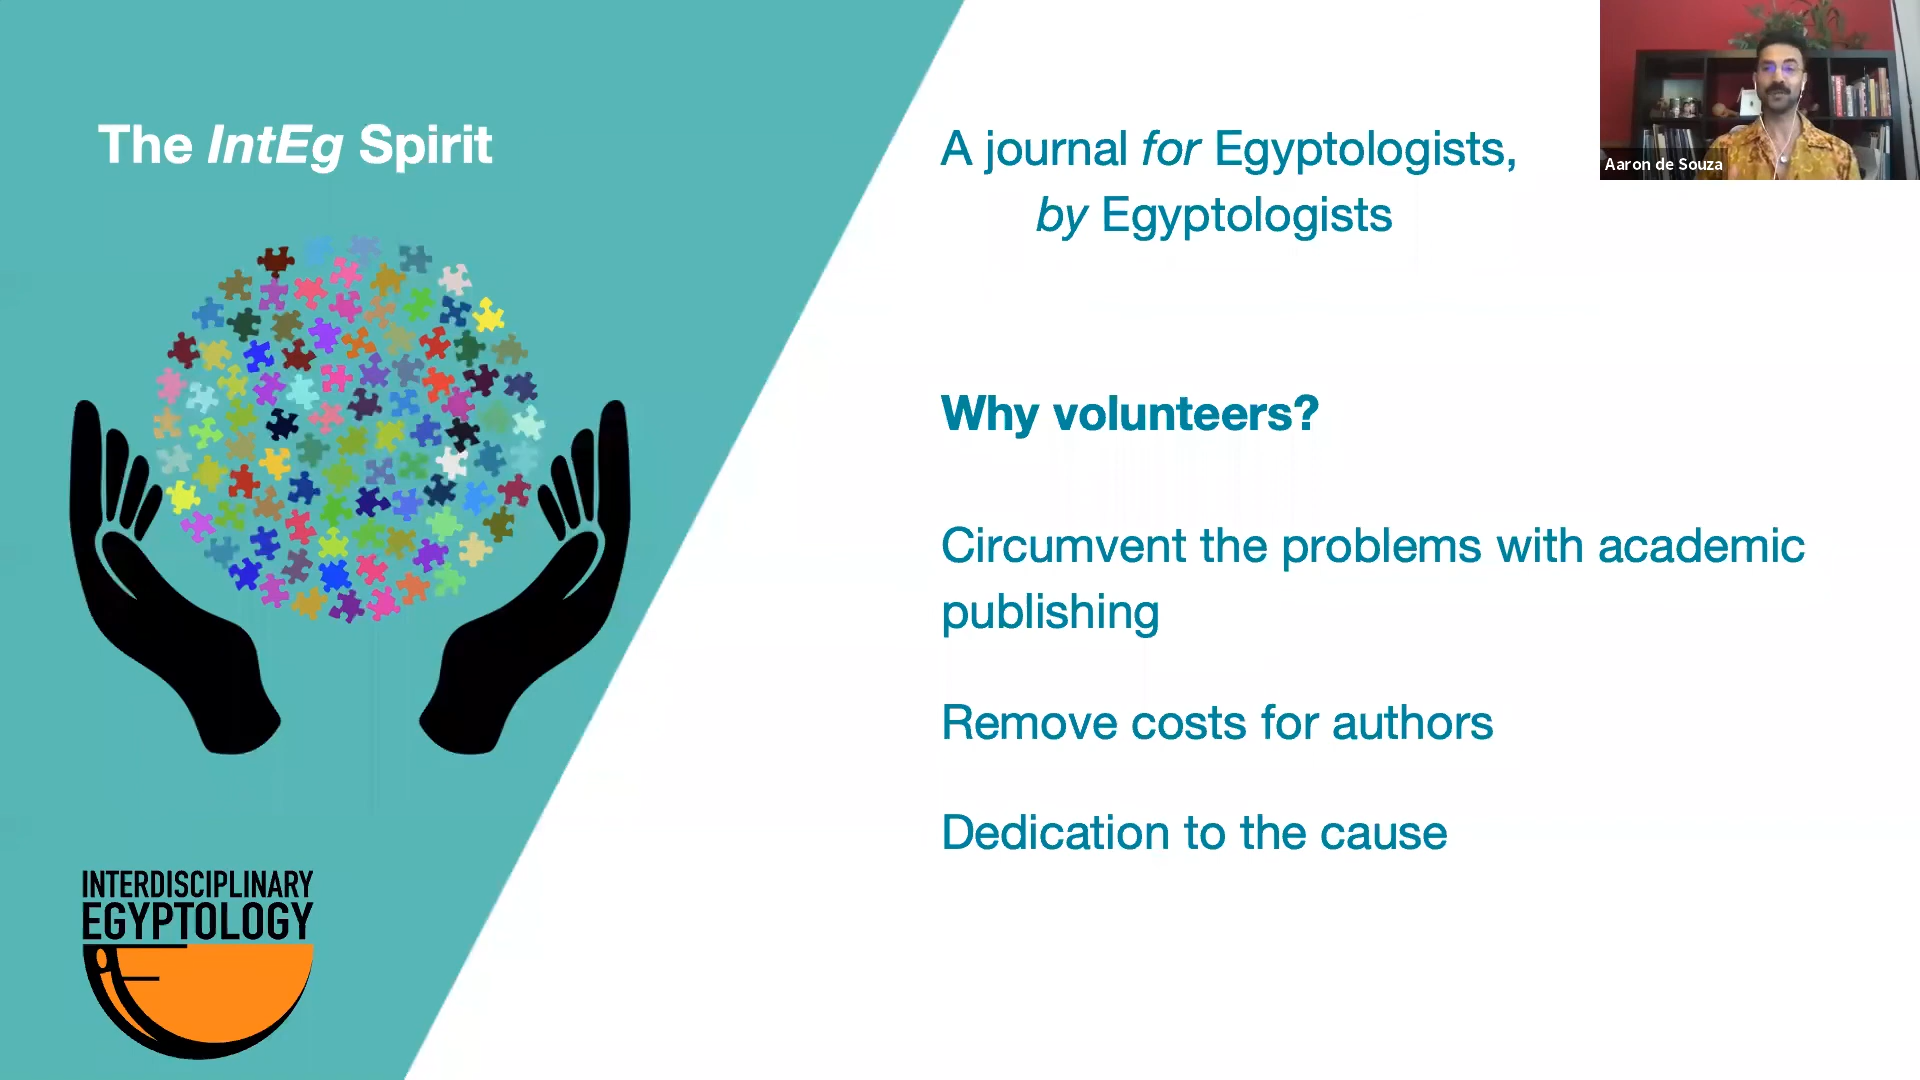 The IntEg Spirit
A journal for Egyptologists,
by Egyptologists
Why volunteers?
Circumvent the problems with academic
publishing
Remove costs for authors
Dedication to the cause
INTERDISCIPLINARY
EGYPTOLOGY
Aaron de Souza